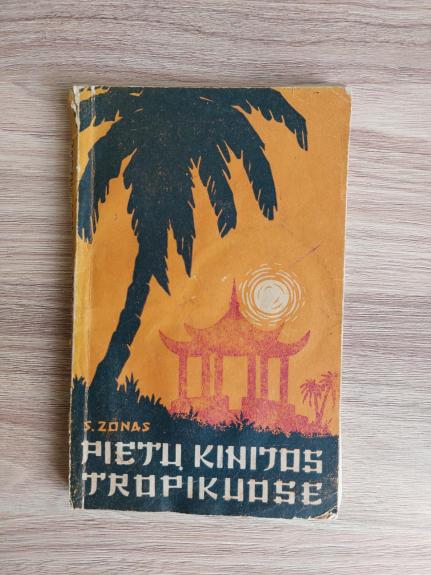 S. ZONAS
PIETŲ KINIJOS
TROPIKUOSE